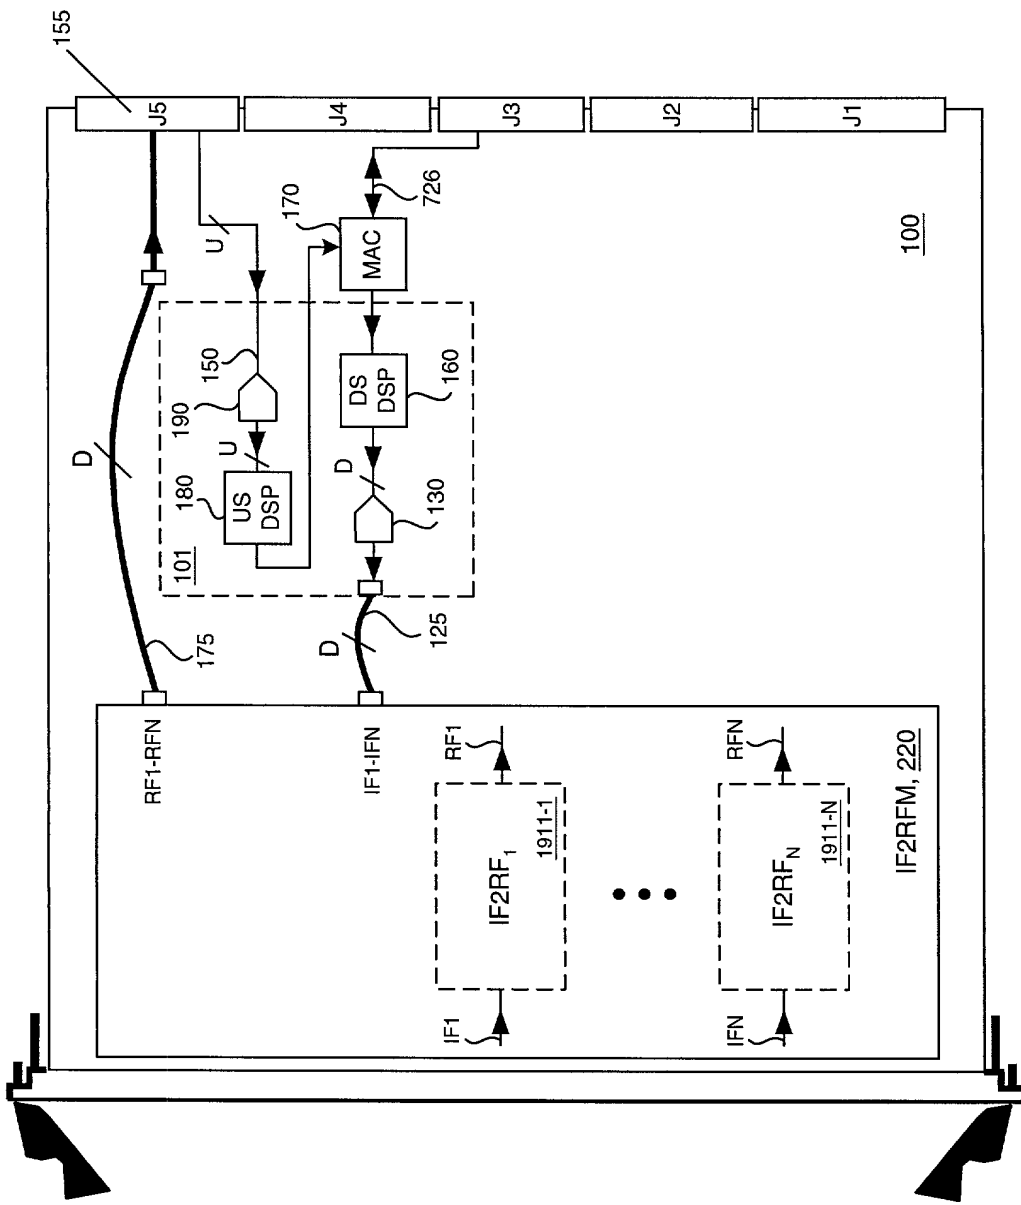 155
J5
J4
J3
J2
J1
726
170
MAC
U
100
D
190
150
DS
DSP
160
U
180
US
DSP
D
130
101
175
D
125
RF1-RFN
IF1-IFN
RF1
IF2RF1
1911-1
IF1
RFN
IF2RFN
1911-N
IFN
IF2RFM, 220